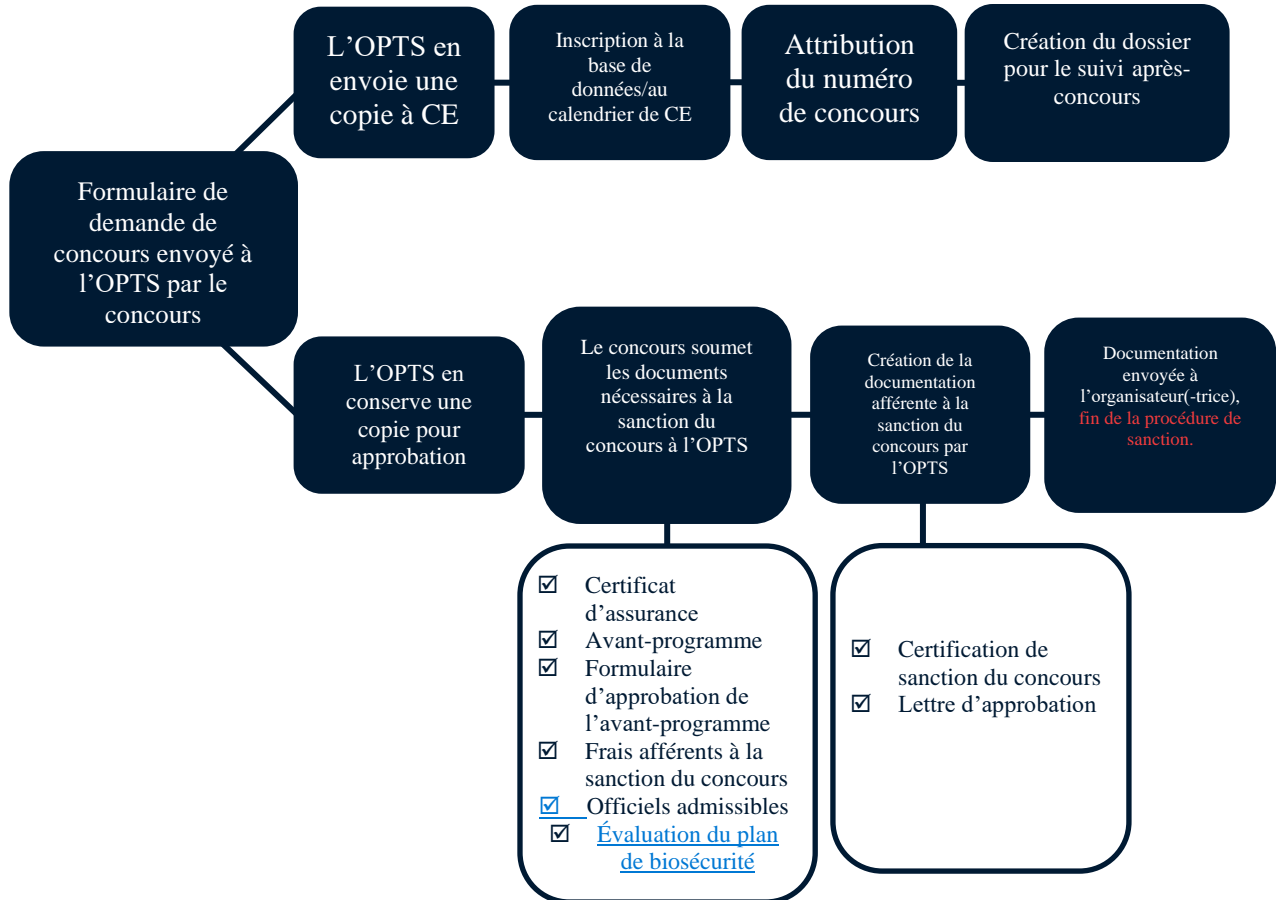 L'OPTS en
envoie une
copie à CE
Inscription à la
base de
données/au
calendrier de CE
Attribution
du numéro
de concours
Création du dossier
pour le suivi après-
concours
Formulaire de
demande de
concours envoyé à
l'OPTS par le
concours
L'OPTS en
conserve une
copie pour
approbation
Le concours soumet
les documents
nécessaires à la
sanction du
concours à l'OPTS
Création de la
documentation
afférente à la
sanction du
concours par
l'OPTS
Documentation
envoyée à
l'organisateur(-trice),
fin de la procédure de
sanction.
☑ Certificat
d'assurance
☑ Avant-programme
☑ Formulaire
d'approbation de
l'avant-programme
☑ Frais afférents à la
sanction du concours
☑ Officiels admissibles
☑ Évaluation du plan
de biosécurité
☑ Certification de
sanction du concours
☑ Lettre d'approbation